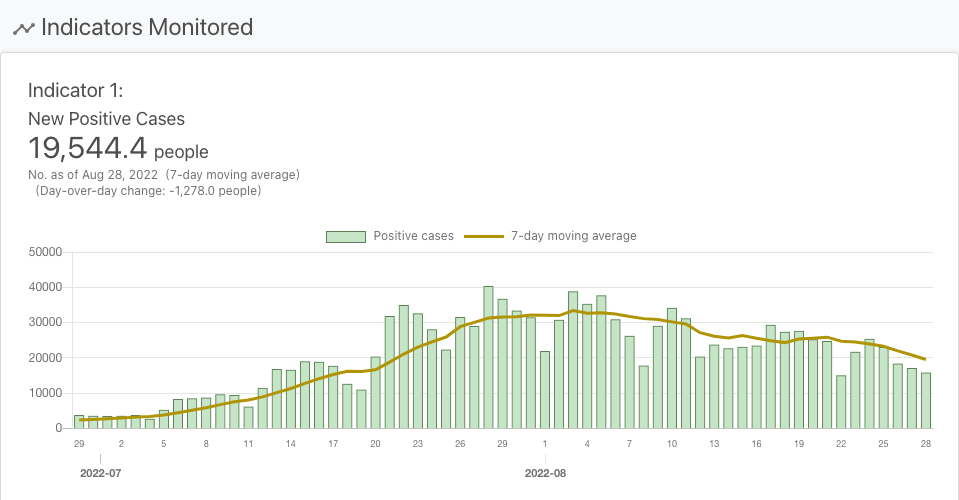 Indicators Monitored
Indicator 1:
New Positive Cases
19,544.4 people
No. as of Aug 28, 2022 (7-day moving average)
(Day-over-day change: -1,278.0 people)
Positive cases 7-day moving average
50000
40000
30000
20000
10000
0
29 2 5 8 11 14 17 20 23 26 29 1 4 7 10 13 16 19 22 25 28
2022-07 2022-08